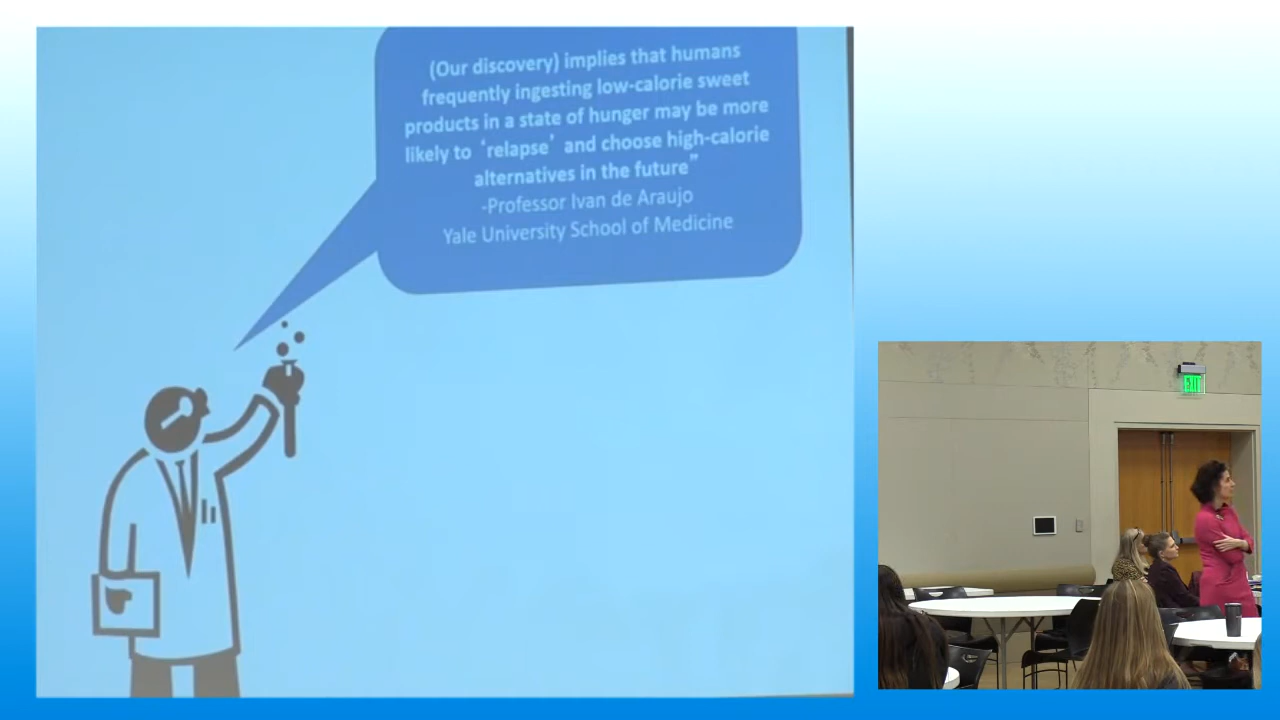 (Our discovery) implies that humans
frequently ingesting low-calorie sweet
products in a state of hunger may be more
likely to ‘relapse’ and choose high-calorie
alternatives in the future”
-Professor Ivan de Araujo
Yale University School of Medicine
EXIT